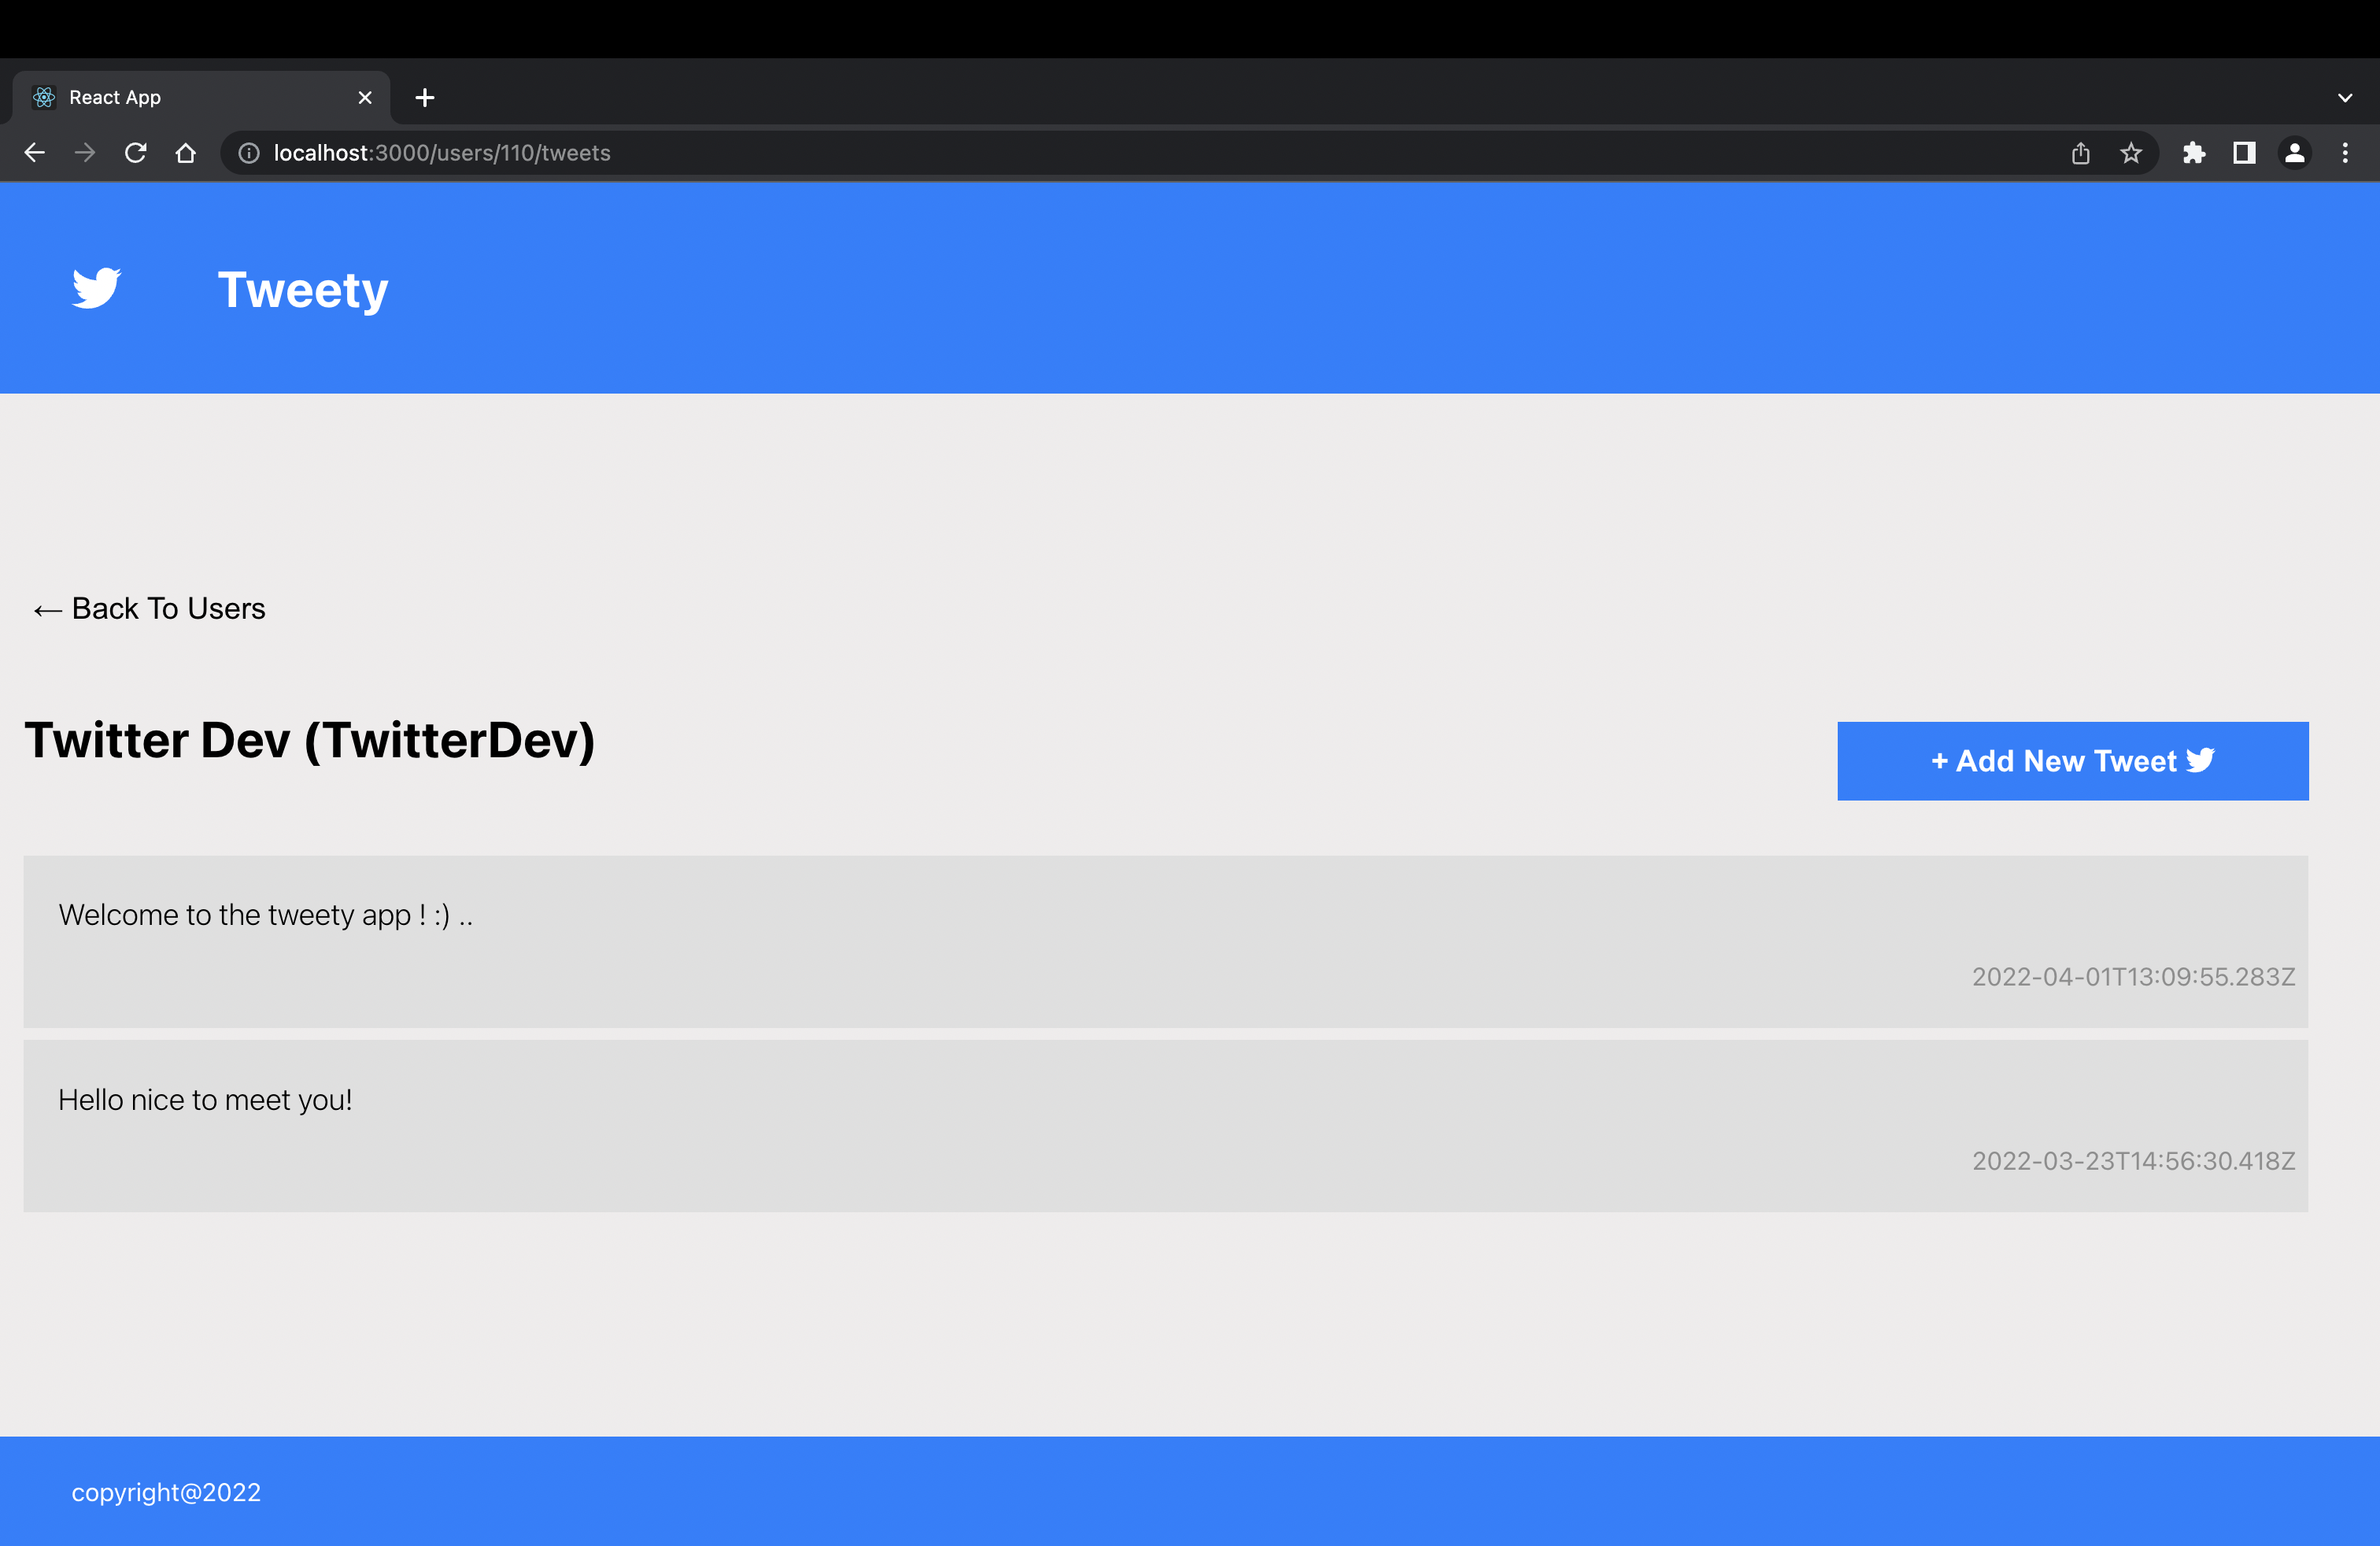 React App
localhost:3000/users/110/tweets
Tweety
← Back To Users
Twitter Dev (TwitterDev)
+ Add New Tweet
Welcome to the tweety app ! :) ..
2022-04-01T13:09:55.283Z
Hello nice to meet you!
2022-03-23T14:56:30.418Z
copyright@2022